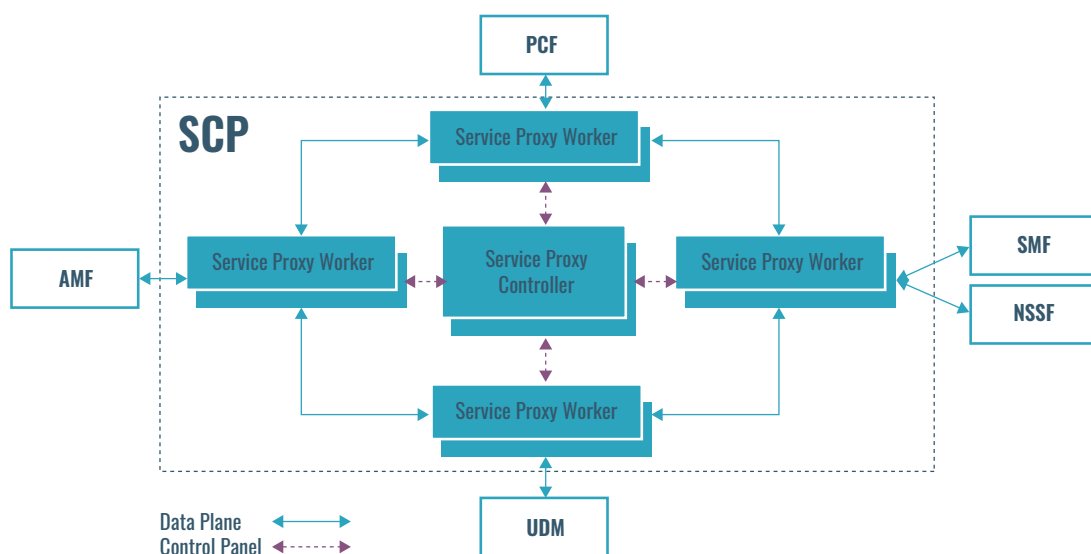 PCF
SCP
Service Proxy Worker
Service Proxy Worker
Service Proxy
Controller
Service Proxy Worker
AMF
SMF
NSSF
Service Proxy Worker
UDM
Data Plane
Control Panel